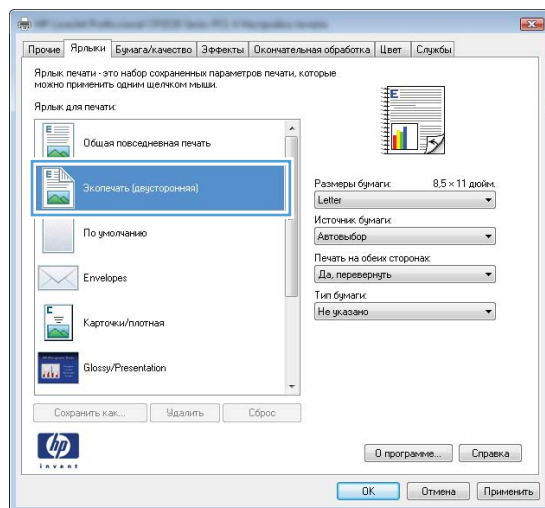 Прочие Ярлыки Бумага/качество Эффекты Окончательная обработка Цвет Службы
Ярлык печати - это набор сохраненных параметров печати, которые
можно применить одним щелчком мыши.
Ярлык для печати:
Общая повседневная печать
Экопечать (двусторонняя)
По умолчанию
Envelopes
Карточки/плотная
Glossy/Presentation
Сохранить как... Удалить Сброс
Размеры бумаги: 8,5 × 11 дюйм.
Letter
Источник бумаги:
Автовыбор
Печать на обеих сторонах:
Да, перевернуть
Тип бумаги:
Не указано
hp
invent
О программе... Справка
OK Отмена Применить